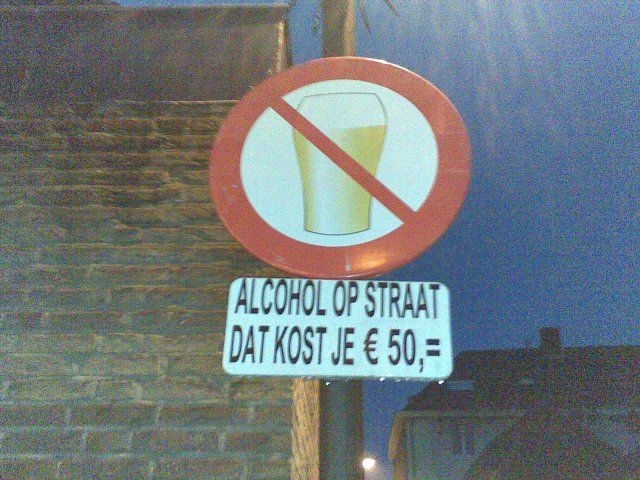 ALCOHOL OP STRAAT
DAT KOST JE € 50,=